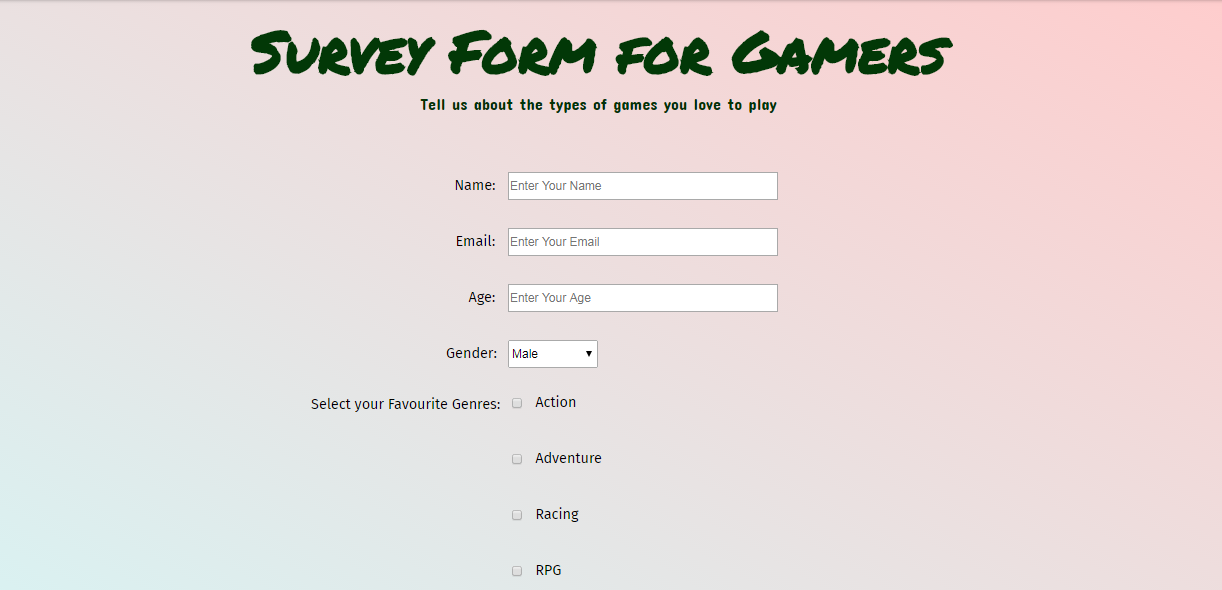 Survey Form for Gamers
Tell us about the types of games you love to play
Name: Enter Your Name
Email: Enter Your Email
Age: Enter Your Age
Gender: Male
Select your Favourite Genres: Action
Adventure
Racing
RPG